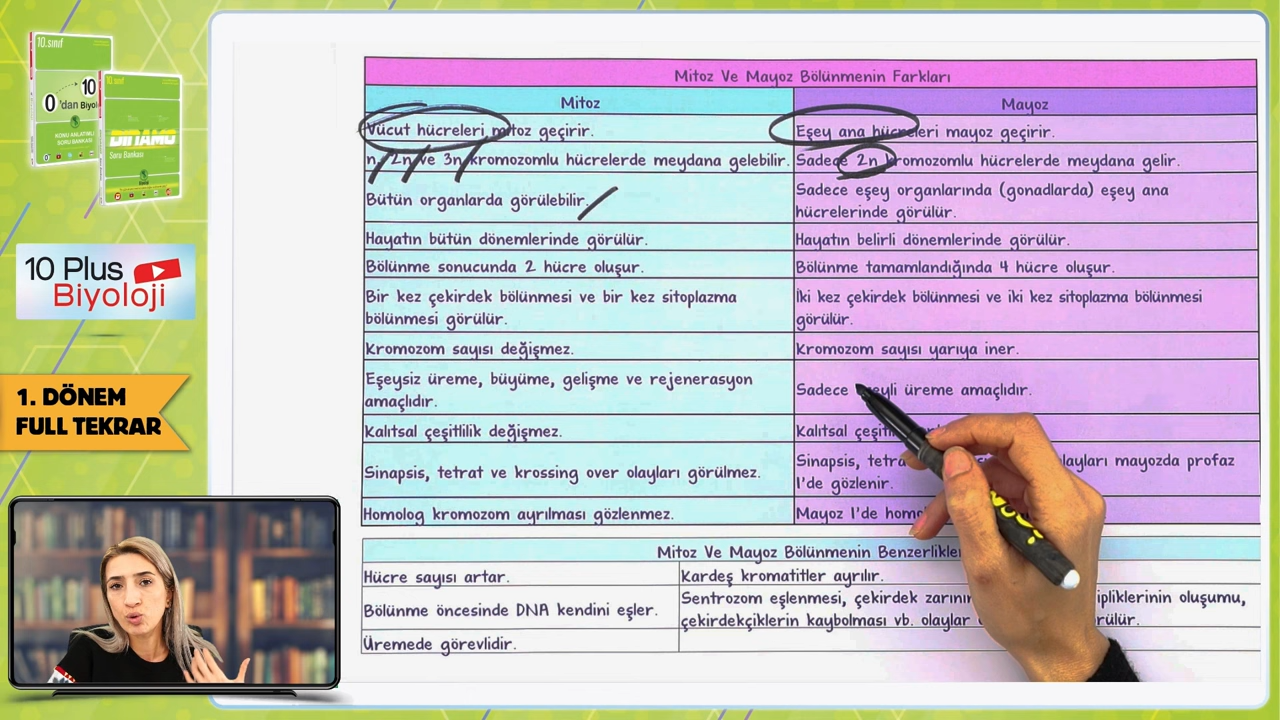 10.sınıf
0
10
'dan Biyoloji
KONU ANLATIMLI
SORU BANKASI
10.sınıf
DİNAMO
Soru Bankası
10 Plus
Biyoloji
1. DÖNEM
FULL TEKRAR
Mitoz Ve Mayoz Bölünmenin Farkları
Mitoz
Mayoz
Vücut hücreleri mitoz geçirir.
Eşey ana hücreleri mayoz geçirir.
n, 2n ve 3n kromozomlu hücrelerde meydana gelebilir.
Sadece 2n kromozomlu hücrelerde meydana gelir.
Bütün organlarda görülebilir.
Sadece eşey organlarında (gonadlarda) eşey ana
hücrelerinde görülür.
Hayatın bütün dönemlerinde görülür.
Hayatın belirli dönemlerinde görülür.
Bölünme sonucunda 2 hücre oluşur.
Bölünme tamamlandığında 4 hücre oluşur.
Bir kez çekirdek bölünmesi ve bir kez sitoplazma
bölünmesi görülür.
İki kez çekirdek bölünmesi ve iki kez sitoplazma bölünmesi
görülür.
Kromozom sayısı değişmez.
Kromozom sayısı yarıya iner.
Eşeysiz üreme, büyüme, gelişme ve rejenerasyon
amaçlıdır.
Sadece eşeyli üreme amaçlıdır.
Kalıtsal çeşitlilik değişmez.
Kalıtsal
Sinapsis, tetrat ve krossing over olayları görülmez.
Sinapsis, olayları mayozda profaz
I'de gözlenir.
Homolog kromozom ayrılması gözlenmez.
Mayoz I'de
Mitoz Ve Mayoz Bölünmenin
Hücre sayısı artar.
Kardeş kromatitler ayrılır.
Bölünme öncesinde DNA kendini eşler.
Sentrozom eşlenmesi, çekirdek ipliklerinin oluşumu,
çekirdekçiklerin kaybolması vb. olaylar
Üremede görevlidir.